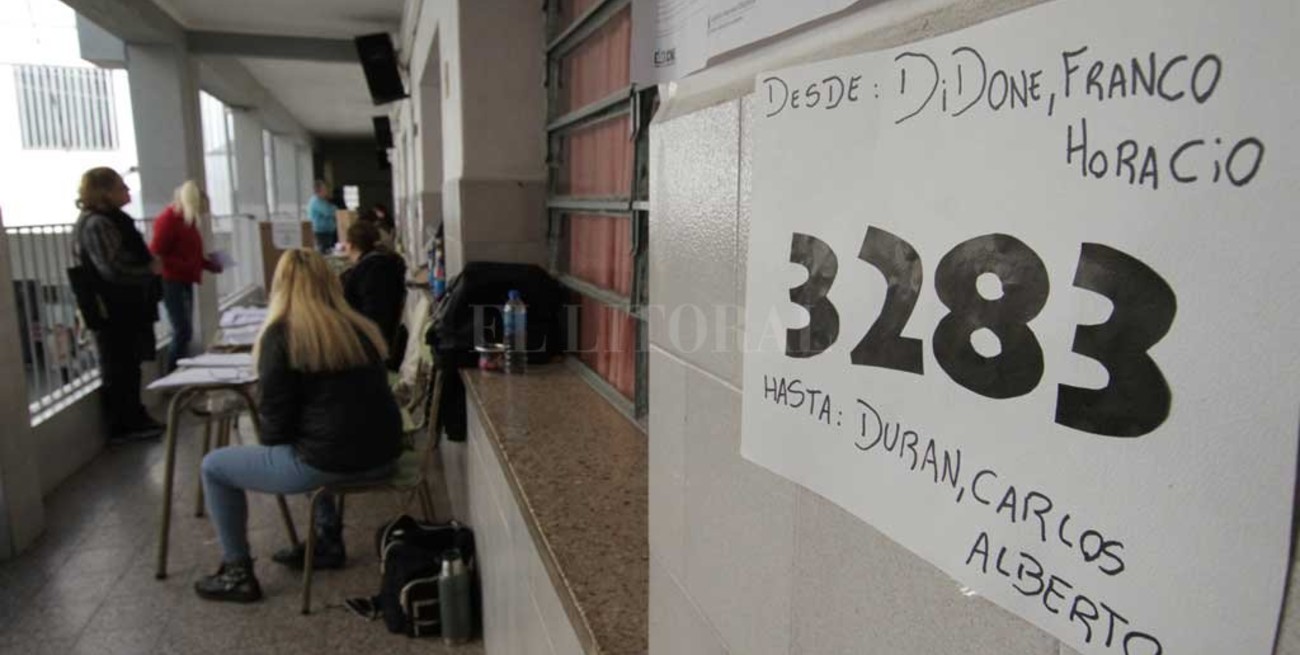 DESDE: DiDONE, FRANCO
HORACiO
3283
HASTA: DURAN, CARLOS
ALBERTO
EL LITORAL